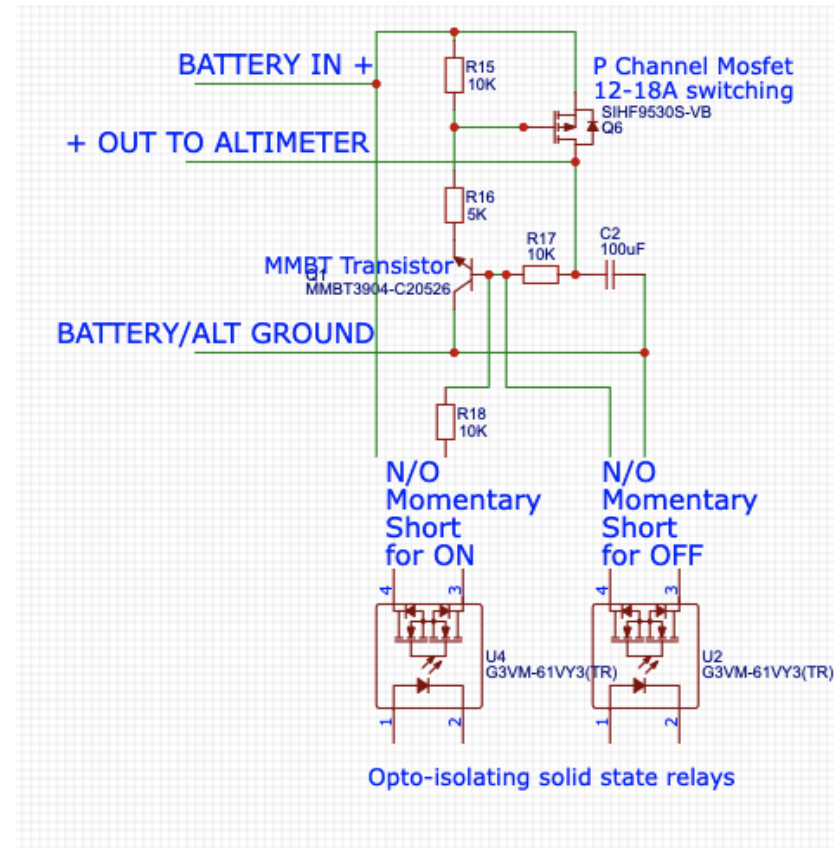 BATTERY IN +
R15
10K
P Channel Mosfet
12-18A switching
SIHF9530S-VB
Q6
+ OUT TO ALTIMETER
R16
5K
R17
10K
C2
100uF
MMBT Transistor
Q1
MMBT3904-C20526
BATTERY/ALT GROUND
R18
10K
N/O
Momentary
Short
for ON
N/O
Momentary
Short
for OFF
4
3
4
3
U4
G3VM-61VY3(TR)
U2
G3VM-61VY3(TR)
1
2
1
2
Opto-isolating solid state relays